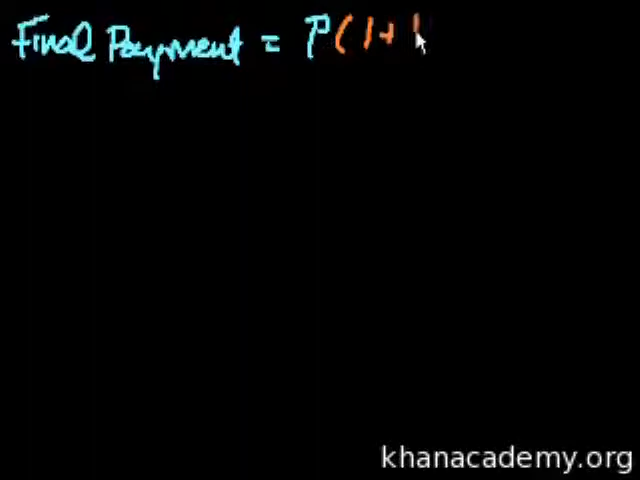 Final Payment = P(1+
khanacademy.org